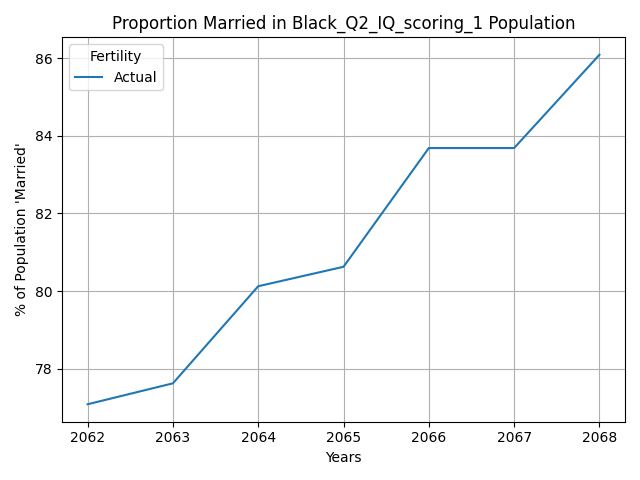 Proportion Married in Black_Q2_IQ_scoring_1 Population
Fertility
Actual
% of Population 'Married'
86
84
82
80
78
2062 2063 2064 2065 2066 2067 2068
Years